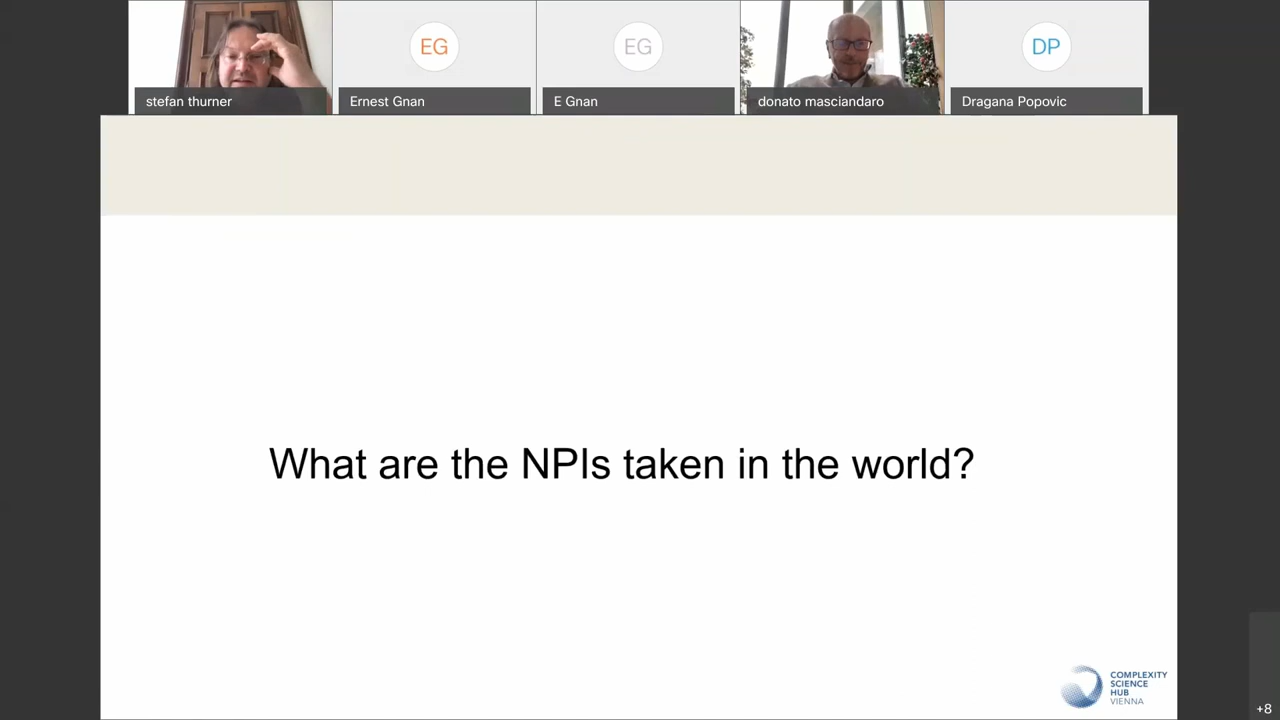 EG
EG
DP
stefan thurner
Ernest Gnan
E Gnan
donato masciandaro
Dragana Popovic
What are the NPIs taken in the world?
COMPLEXITY
SCIENCE
HUB
VIENNA
+8